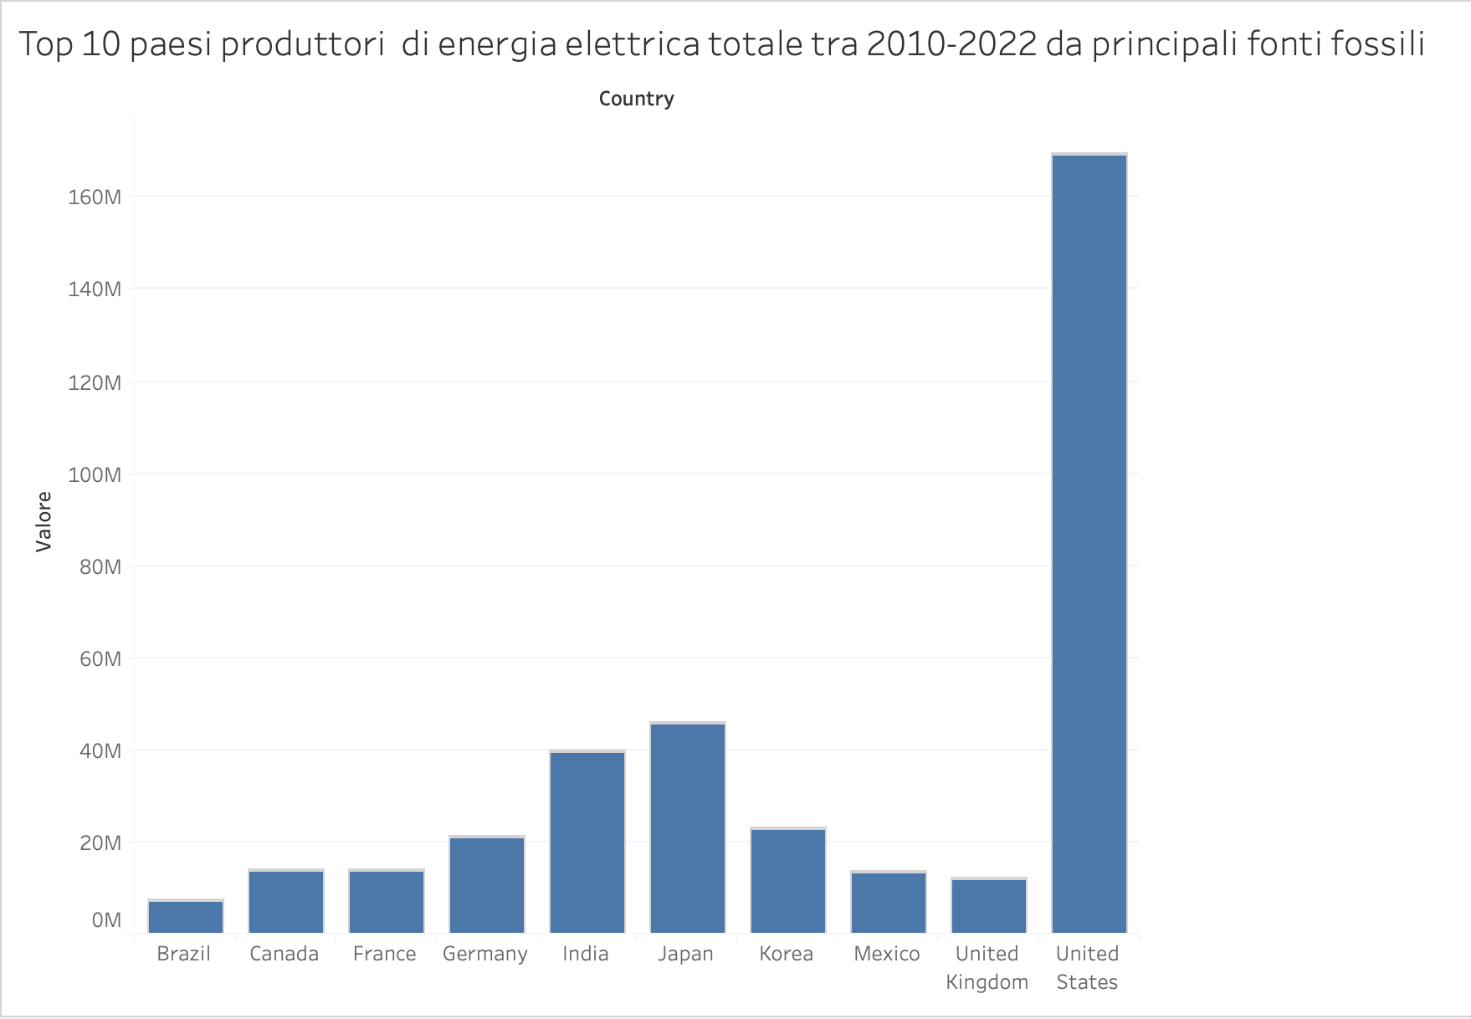 Top 10 paesi produttori  di energia elettrica totale tra 2010-2022 da principali fonti fossili
Country
160M
140M
120M
100M
80M
60M
40M
20M
0M
Valore
Brazil
Canada
France
Germany
India
Japan
Korea
Mexico
United
Kingdom
United
States